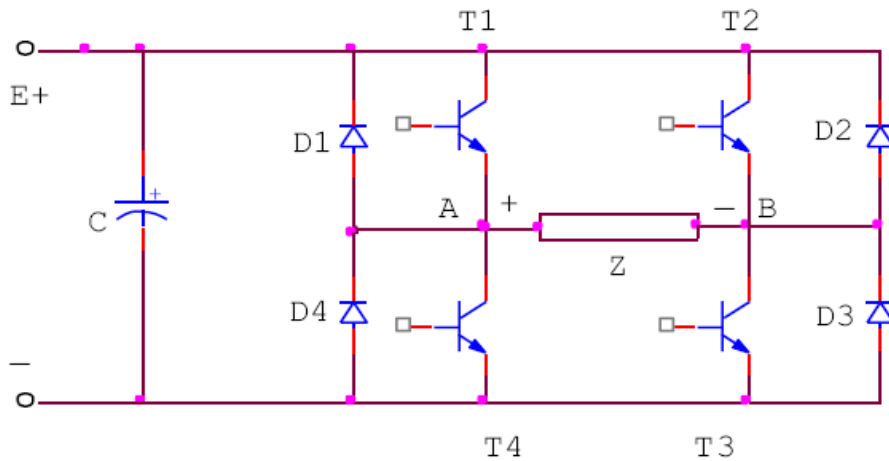 T1 T2
E+
D1 D2
+
C A + − B
Z
D4 D3
−
T4 T3